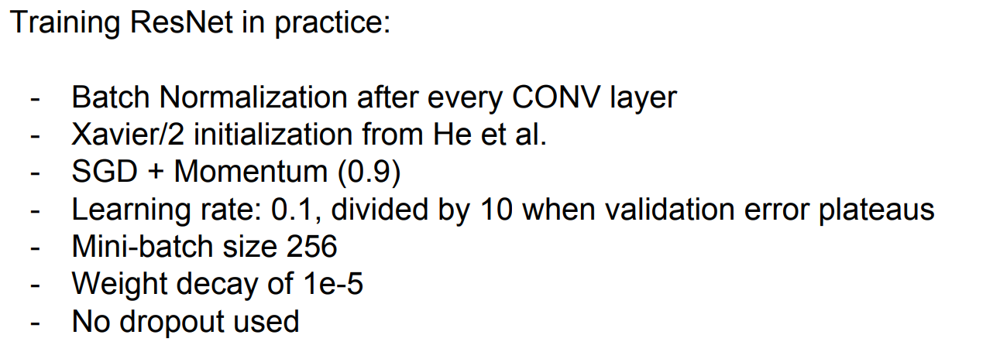 Training ResNet in practice:
- Batch Normalization after every CONV layer
- Xavier/2 initialization from He et al.
- SGD + Momentum (0.9)
- Learning rate: 0.1, divided by 10 when validation error plateaus
- Mini-batch size 256
- Weight decay of 1e-5
- No dropout used